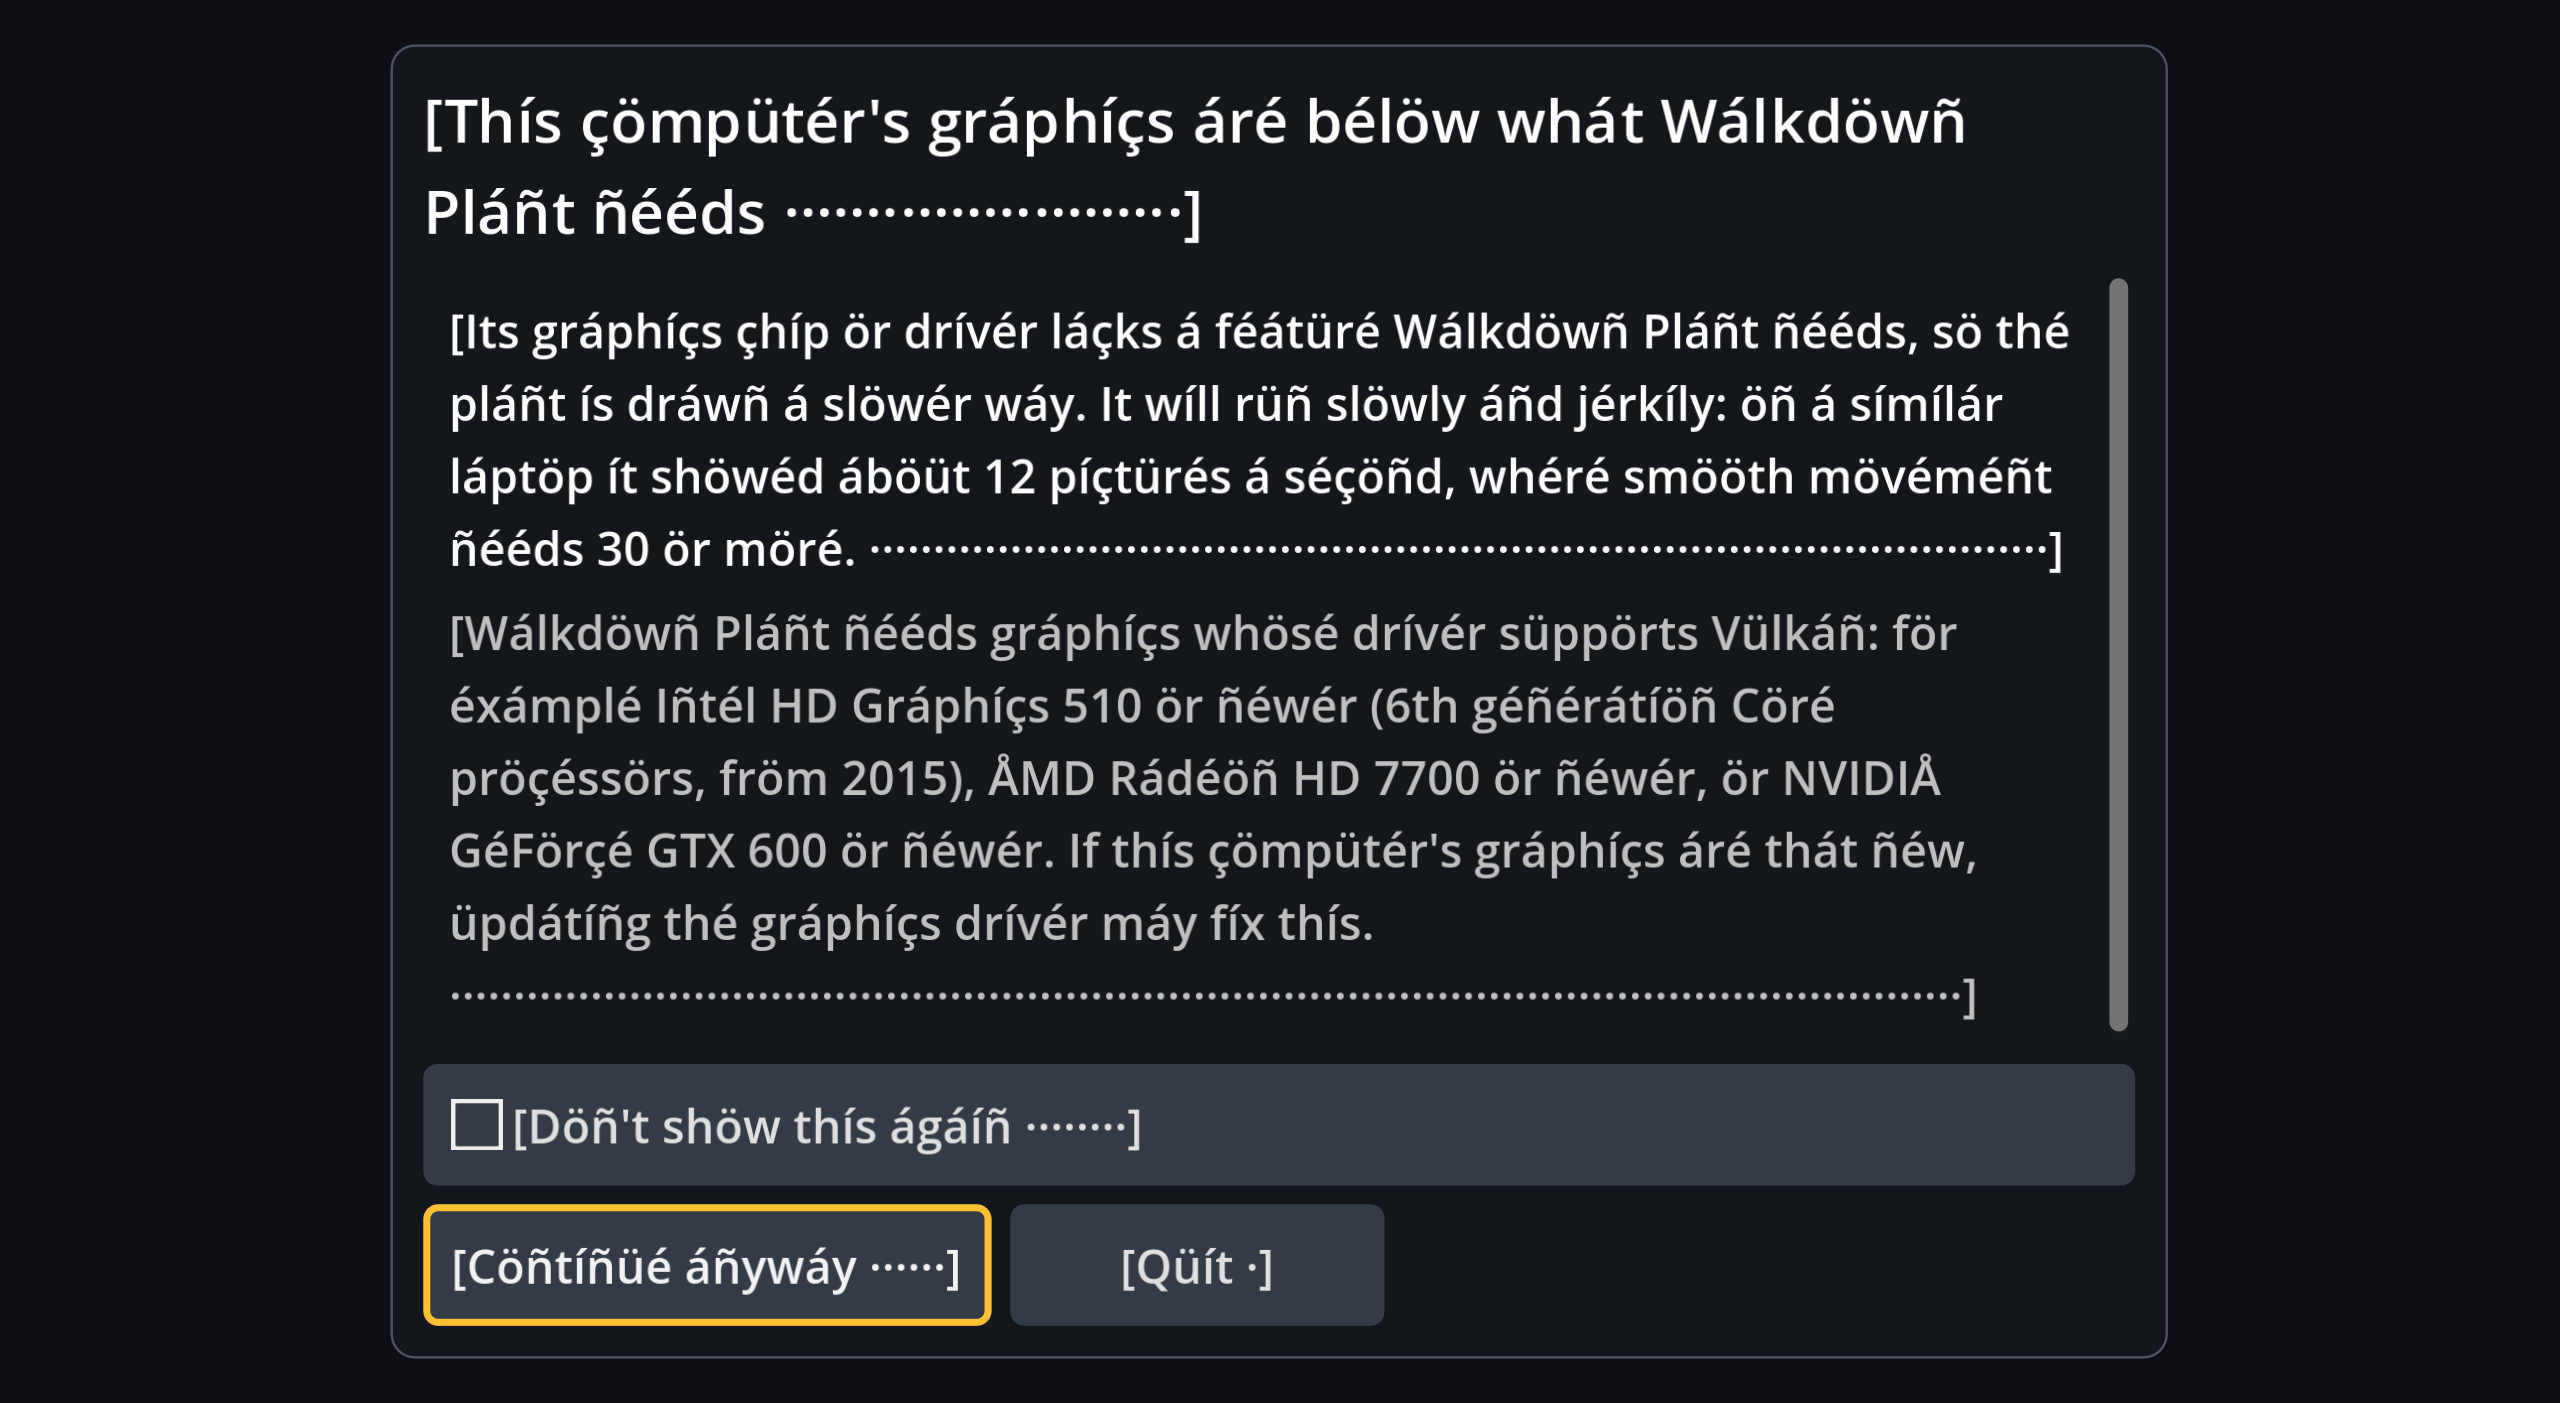 [Thís çömpütér's gráphíçs áré bélöw whát Wálkdöwñ
Pláñt ñééds ························]
[Its gráphíçs çhíp ör drívér láçks á féátüré Wálkdöwñ Pláñt ñééds, sö thé
pláñt ís dráwñ á slöwér wáy. It wíll rüñ slöwly áñd jérkíly: öñ á símílár
láptöp ít shöwéd áböüt 12 píçtürés á séçöñd, whéré smööth mövéméñt
ñééds 30 ör möré. ····························································································]
[Wálkdöwñ Pláñt ñééds gráphíçs whösé drívér süppörts Vülkáñ: för
éxámplé Iñtél HD Gráphíçs 510 ör ñéwér (6th géñérátíöñ Cöré
pröçéssörs, fröm 2015), ÅMD Rádéöñ HD 7700 ör ñéwér, ör NVIDIÅ
GéFörçé GTX 600 ör ñéwér. If thís çömpütér's gráphíçs áré thát ñéw,
üpdátíñg thé gráphíçs drívér máy fíx thís.
······················································································································]
[Döñ't shöw thís ágáíñ ········]
[Cöñtíñüé áñywáy ······]
[Qüít ·]